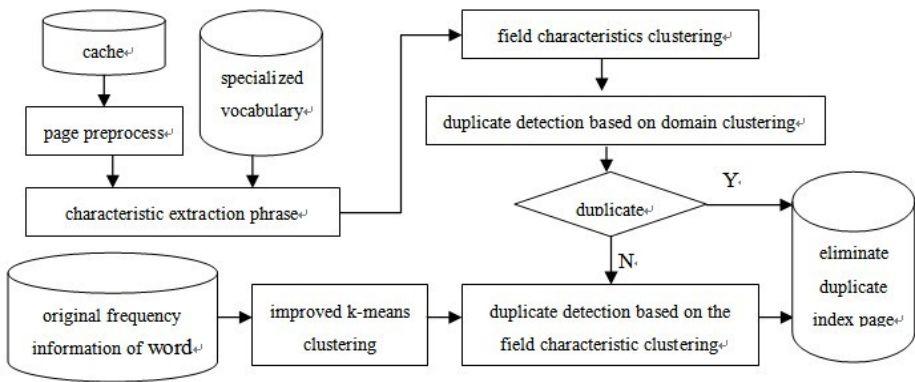 cache
specialized
vocabulary
page preprocess
characteristic extraction phrase
field characteristics clustering
duplicate detection based on domain clustering
duplicate
Y
N
eliminate
duplicate
index page
original frequency
information of word
improved k-means
clustering
duplicate detection based on the
field characteristic clustering